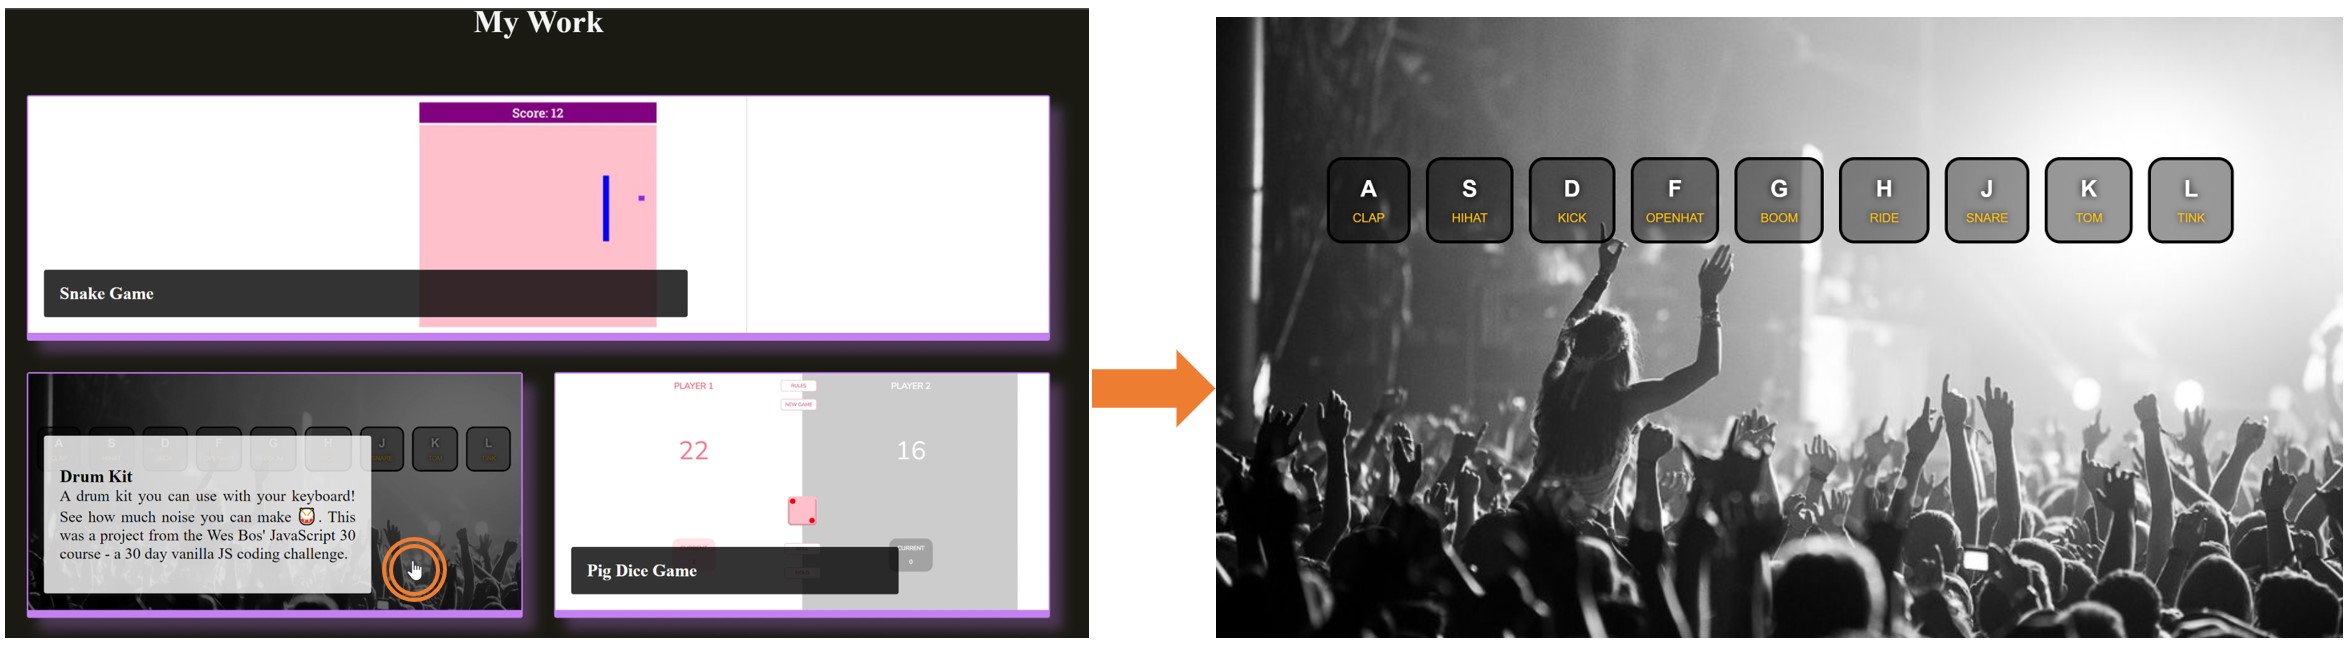 My Work
Score: 12
Snake Game
A S D F G H J K L
Drum Kit
A drum kit you can use with your keyboard!
See how much noise you can make 🥁. This
was a project from the Wes Bos' JavaScript 30
course - a 30 day vanilla JS coding challenge.
PLAYER 1
PLAYER 2
RULES
NEW GAME
22
16
CURRENT
CURRENT
0
Pig Dice Game
A S D F G H J K L
CLAP HIHAT KICK OPENHAT BOOM RIDE SNARE TOM TINK